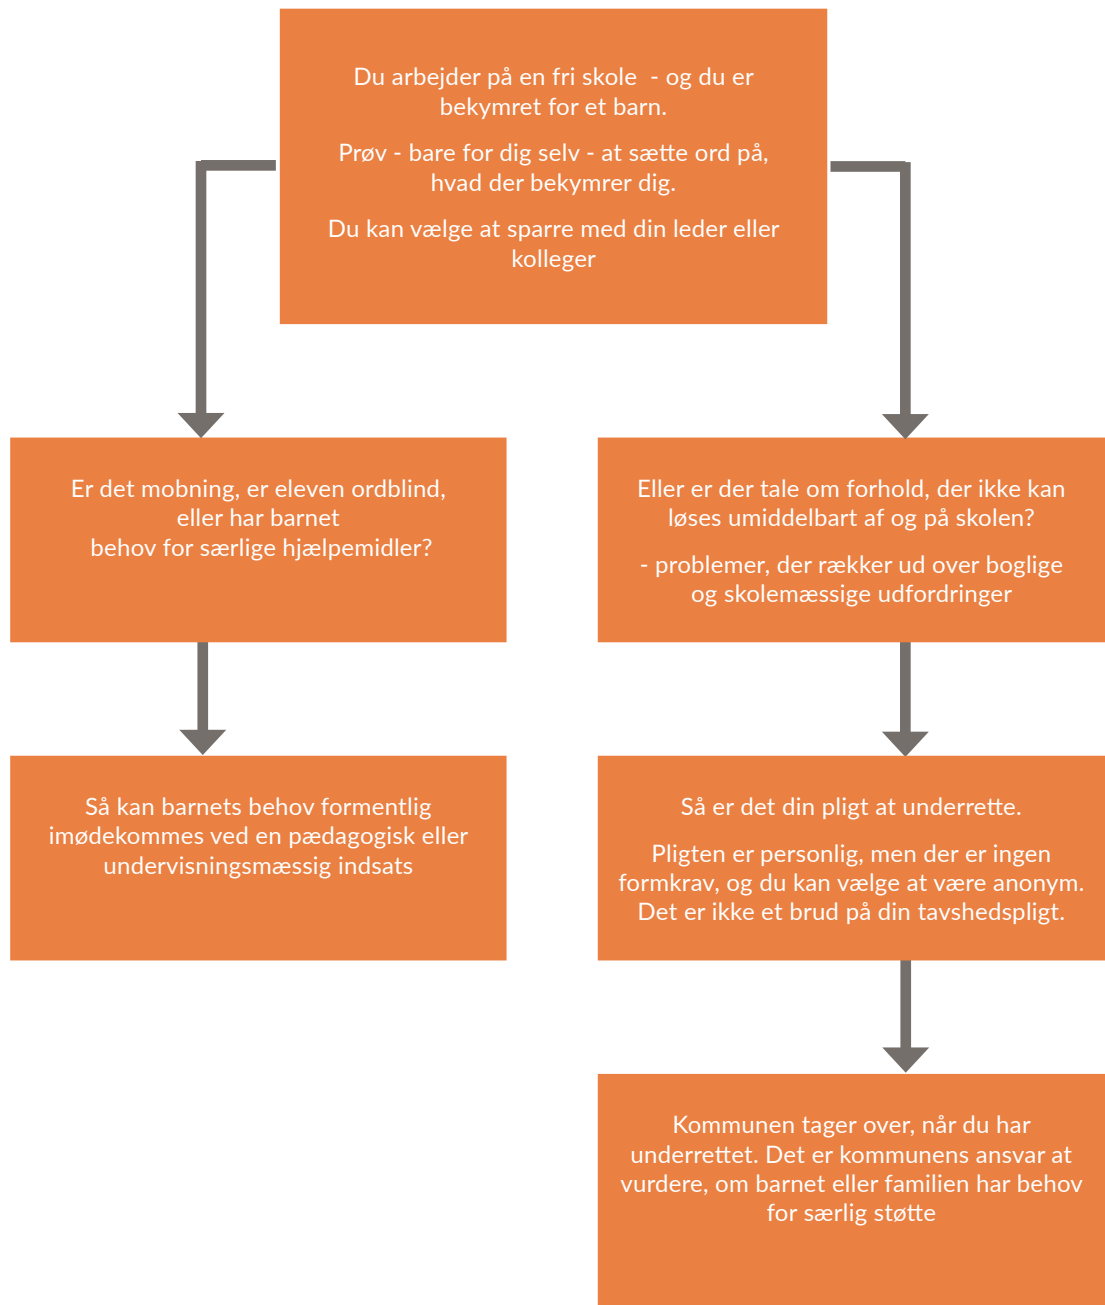 Du arbejder på en fri skole - og du er
bekymret for et barn.
Prøv - bare for dig selv - at sætte ord på,
hvad der bekymrer dig.
Du kan vælge at sparre med din leder eller
kolleger
Er det mobning, er eleven ordblind,
eller har barnet
behov for særlige hjælpemidler?
Eller er der tale om forhold, der ikke kan
løses umiddelbart af og på skolen?
- problemer, der rækker ud over boglige
og skolemæssige udfordringer
Så kan barnets behov formentlig
imødekommes ved en pædagogisk eller
undervisningsmæssig indsats
Så er det din pligt at underrette.
Pligten er personlig, men der er ingen
formkrav, og du kan vælge at være anonym.
Det er ikke et brud på din tavshedspligt.
Kommunen tager over, når du har
underrettet. Det er kommunens ansvar at
vurdere, om barnet eller familien har behov
for særlig støtte